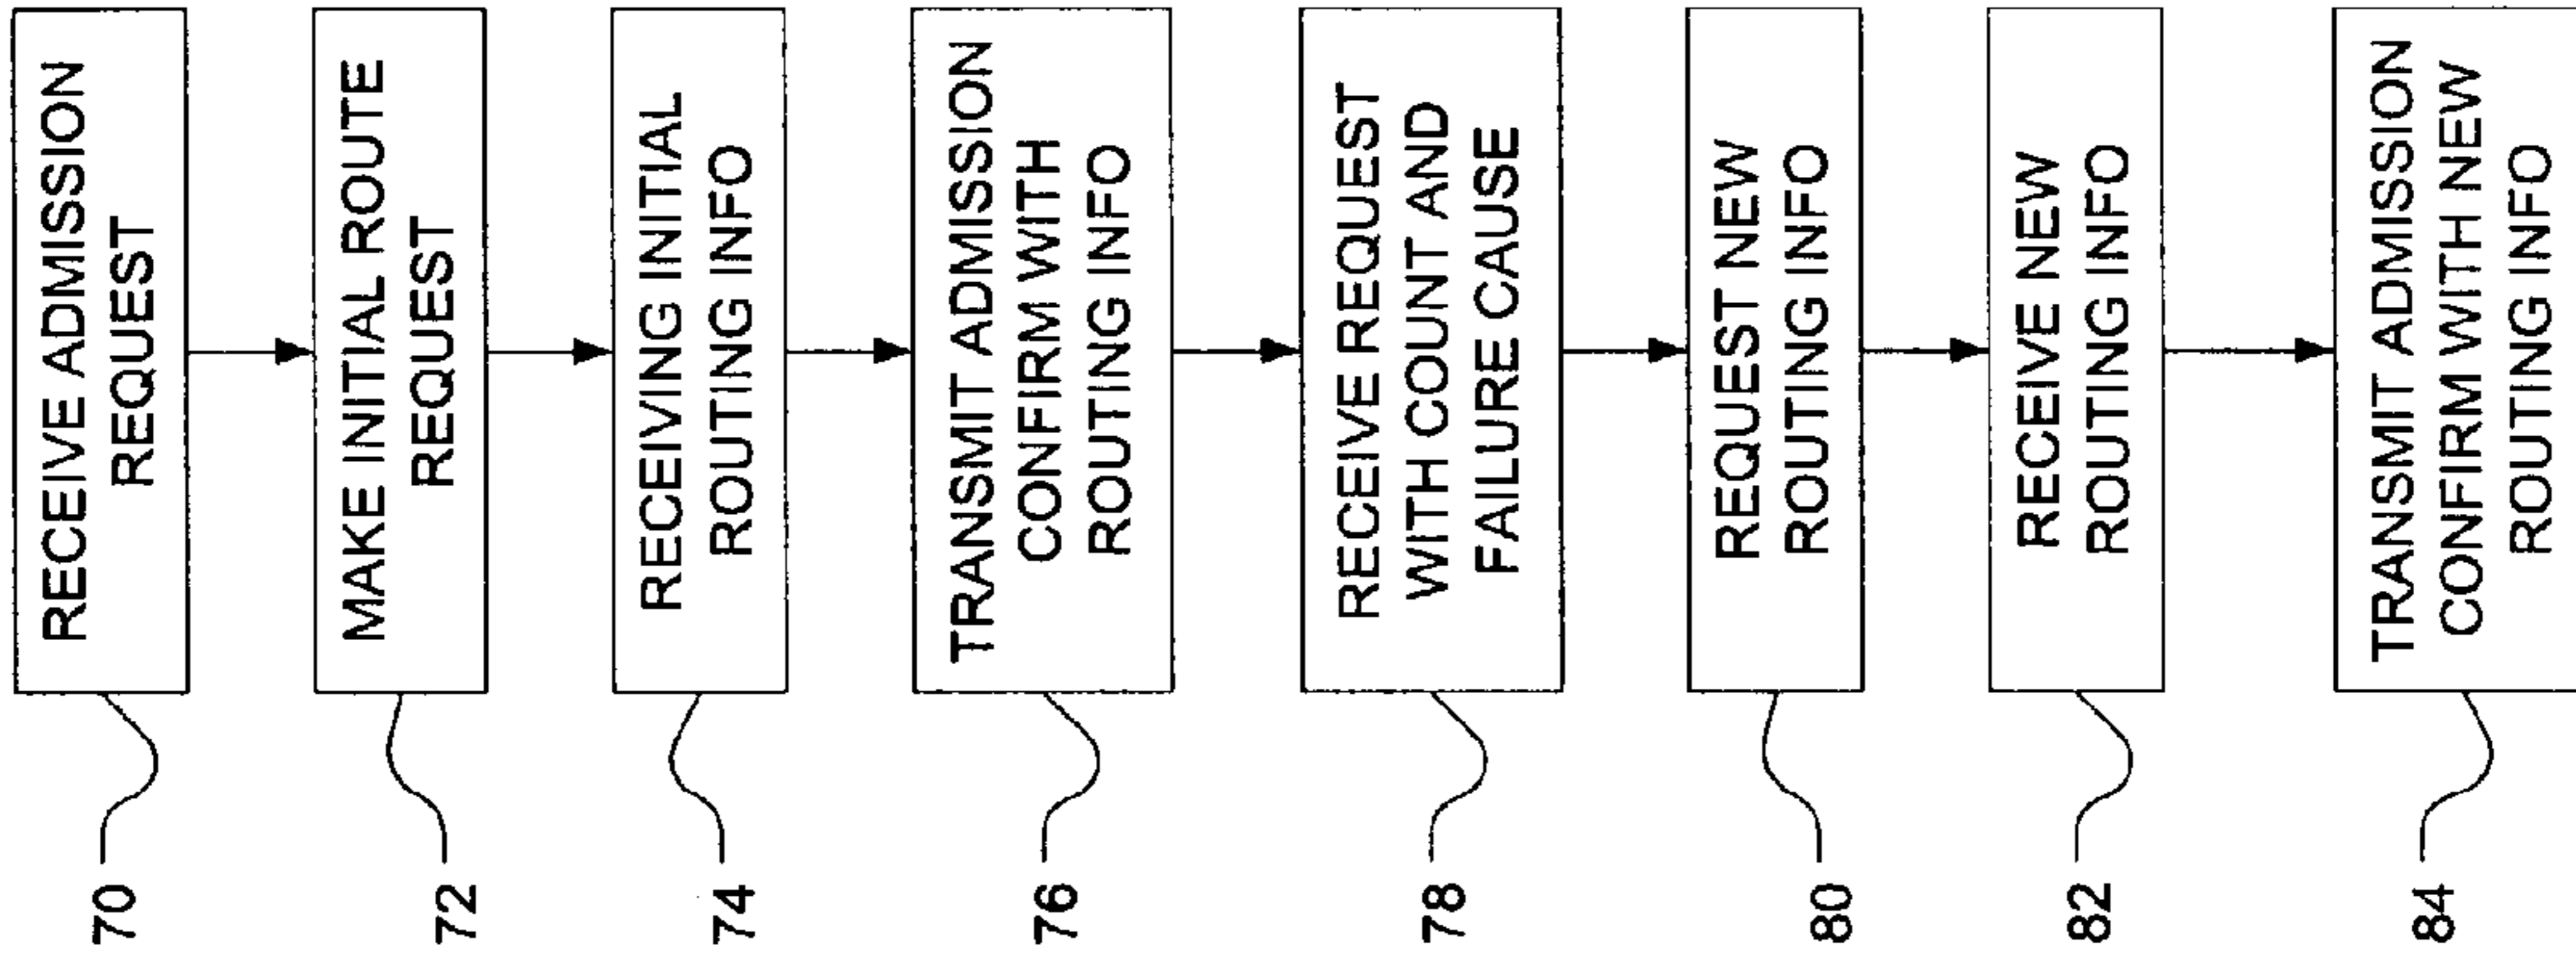 RECEIVE ADMISSION
REQUEST
70
MAKE INITIAL ROUTE
REQUEST
72
RECEIVING INITIAL
ROUTING INFO
74
TRANSMIT ADMISSION
CONFIRM WITH
ROUTING INFO
76
RECEIVE REQUEST
WITH COUNT AND
FAILURE CAUSE
78
REQUEST NEW
ROUTING INFO
80
RECEIVE NEW
ROUTING INFO
82
TRANSMIT ADMISSION
CONFIRM WITH NEW
ROUTING INFO
84